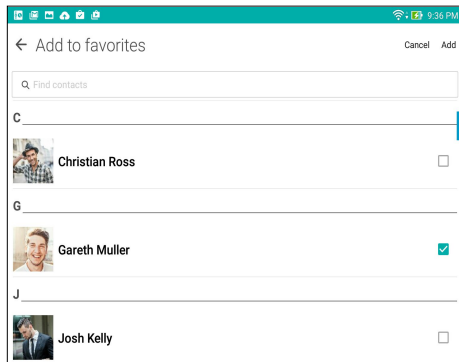 9:36 PM
Add to favorites
Cancel Add
Find contacts
C
Christian Ross
G
Gareth Muller
J
Josh Kelly